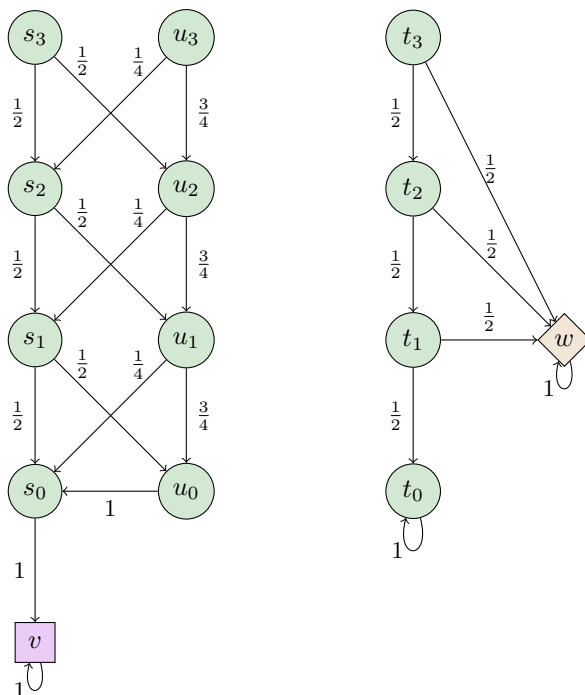 s₃ u₃ t₃
1/2 1/2 1/4 3/4 1/2 1/2
s₂ u₂ t₂
1/2 1/2 1/4 3/4 1/2 1/2
s₁ u₁ t₁ 1/2 w
1/2 1/2 1/4 3/4 1/2 1
s₀ 1 u₀ t₀
1 1
v
1